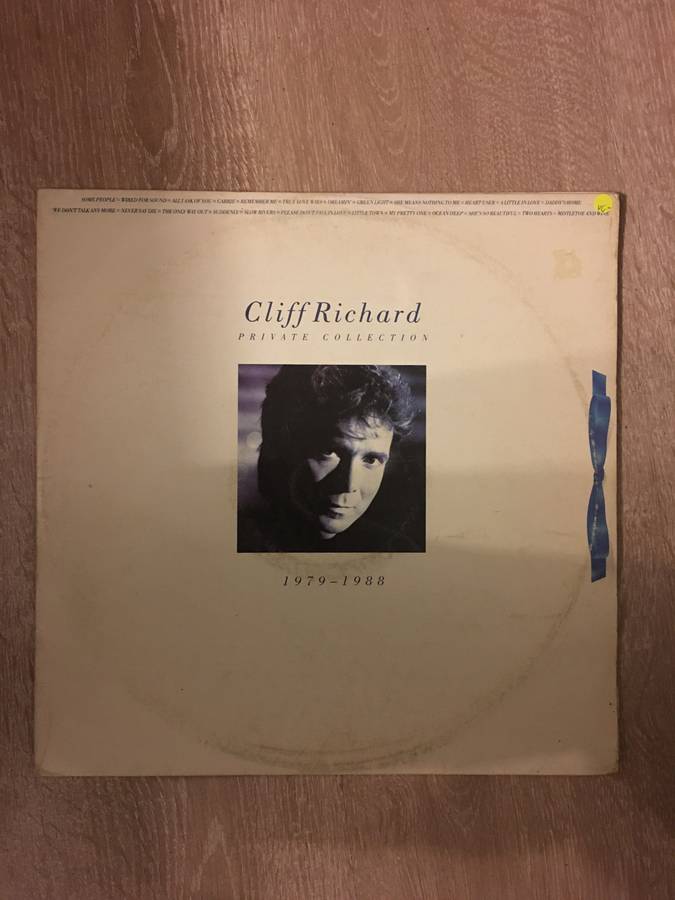 SOME PEOPLE ○ WIRED FOR SOUND ○ ALL I ASK OF YOU ○ CARRIE ○ REMEMBER ME ○ TRUE LOVE WAYS ○ DREAMIN' ○ GREEN LIGHT ○ SHE MEANS NOTHING TO ME ○ HEART USER ○ A LITTLE IN LOVE ○ DADDY'S HOME
WE DON'T TALK ANYMORE ○ NEVER SAY DIE ○ THE ONLY WAY OUT ○ SUDDENLY ○ SLOW RIVERS ○ PLEASE DON'T FALL IN LOVE ○ LITTLE TOWN ○ MY PRETTY ONE ○ OCEAN DEEP ○ SHE'S SO BEAUTIFUL ○ TWO HEARTS ○ MISTLETOE AND WINE
VG-
Cliff Richard
PRIVATE COLLECTION
1979–1988